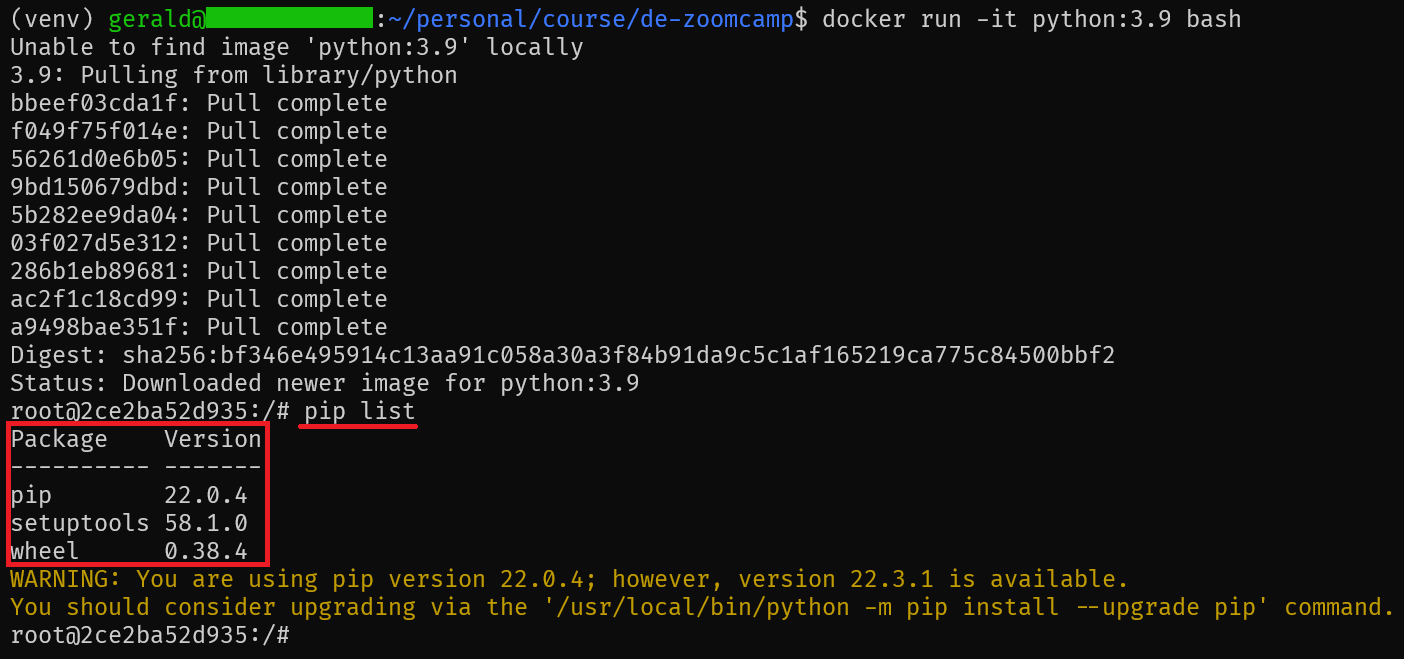 (venv) gerald@:~/personal/course/de-zoomcamp$ docker run -it python:3.9 bash
Unable to find image 'python:3.9' locally
3.9: Pulling from library/python
bbeef03cda1f: Pull complete
f049f75f014e: Pull complete
56261d0e6b05: Pull complete
9bd150679dbd: Pull complete
5b282ee9da04: Pull complete
03f027d5e312: Pull complete
286b1eb89681: Pull complete
ac2f1c18cd99: Pull complete
a9498bae351f: Pull complete
Digest: sha256:bf346e495914c13aa91c058a30a3f84b91da9c5c1af165219ca775c84500bbf2
Status: Downloaded newer image for python:3.9
root@2ce2ba52d935:/# pip list
Package    Version
---------- -------
pip        22.0.4
setuptools 58.1.0
wheel      0.38.4
WARNING: You are using pip version 22.0.4; however, version 22.3.1 is available.
You should consider upgrading via the '/usr/local/bin/python -m pip install --upgrade pip' command.
root@2ce2ba52d935:/#